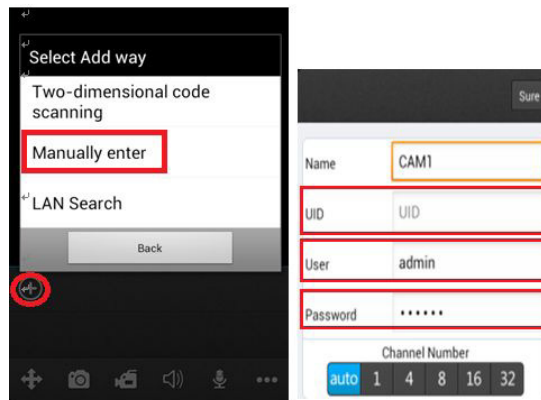 Select Add way
Two-dimensional code
scanning
Manually enter
LAN Search
Back
Sure
Name CAM1
UID UID
User admin
Password ••••••
Channel Number
auto 1 4 8 16 32